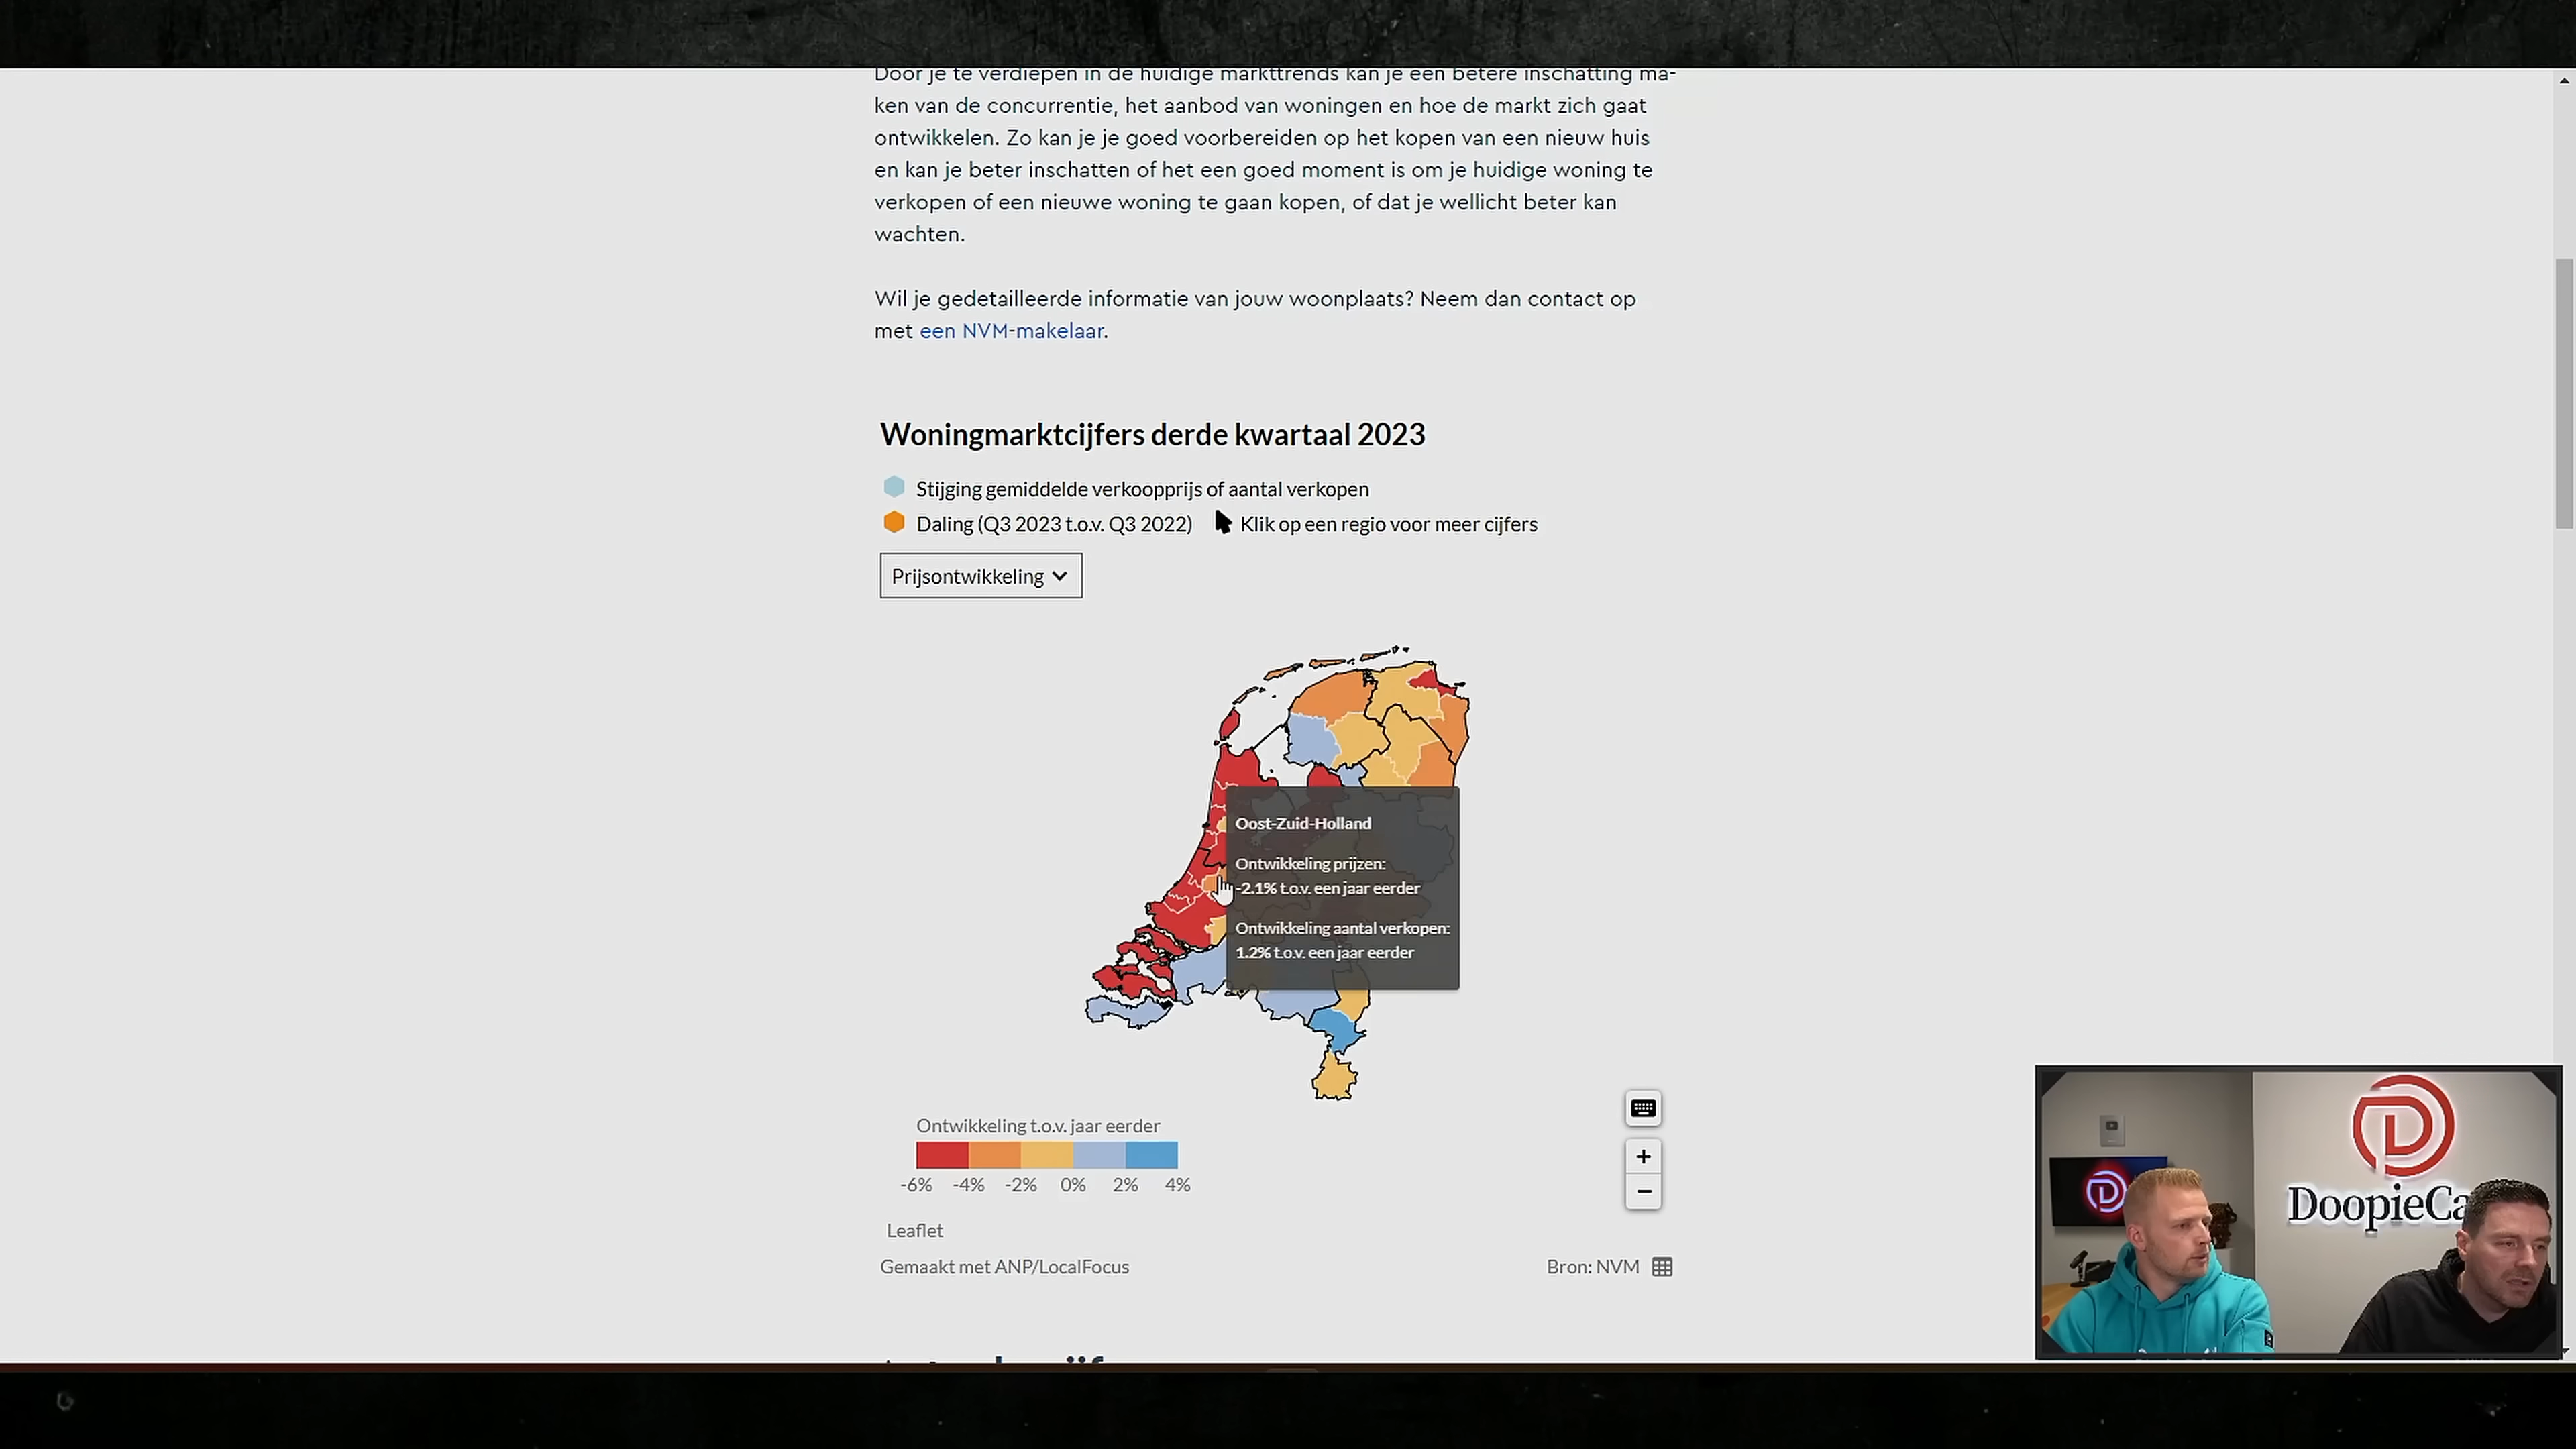 Door je te verdiepen in de huidige markttrends kan je een betere inschatting ma-
ken van de concurrentie, het aanbod van woningen en hoe de markt zich gaat
ontwikkelen. Zo kan je je goed voorbereiden op het kopen van een nieuw huis
en kan je beter inschatten of het een goed moment is om je huidige woning te
verkopen of een nieuwe woning te gaan kopen, of dat je wellicht beter kan
wachten.
Wil je gedetailleerde informatie van jouw woonplaats? Neem dan contact op
met een NVM-makelaar.
Woningmarktcijfers derde kwartaal 2023
Stijging gemiddelde verkoopprijs of aantal verkopen
Daling (Q3 2023 t.o.v. Q3 2022) Klik op een regio voor meer cijfers
Prijsontwikkeling
Oost-Zuid-Holland
Ontwikkeling prijzen:
-2.1% t.o.v. een jaar eerder
Ontwikkeling aantal verkopen:
1.2% t.o.v. een jaar eerder
Ontwikkeling t.o.v. jaar eerder
-6% -4% -2% 0% 2% 4%
+
−
Leaflet
Gemaakt met ANP/LocalFocus
Bron: NVM
DoopieCa